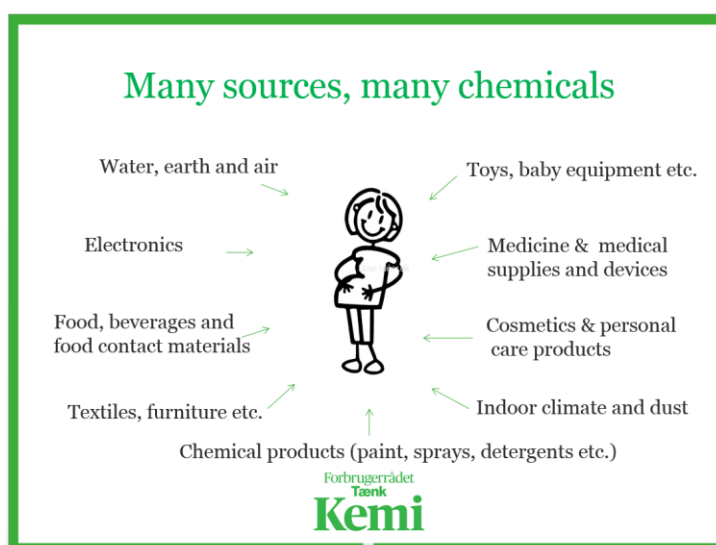 Many sources, many chemicals
Water, earth and air
Toys, baby equipment etc.
Electronics
Medicine & medical
supplies and devices
Food, beverages and
food contact materials
Cosmetics & personal
care products
Textiles, furniture etc.
Indoor climate and dust
Chemical products (paint, sprays, detergents etc.)
Forbrugerrådet
Tænk
Kemi